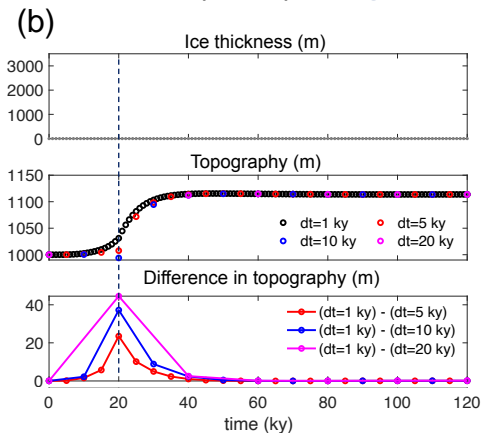 (b)
Ice thickness (m)
3000
2000
1000
0
Topography (m)
1150
1100
1050
1000
dt=1 ky
dt=5 ky
dt=10 ky
dt=20 ky
Difference in topography (m)
40
20
0
(dt=1 ky) - (dt=5 ky)
(dt=1 ky) - (dt=10 ky)
(dt=1 ky) - (dt=20 ky)
0 20 40 60 80 100 120
time (ky)